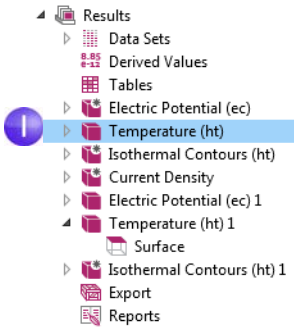 Results
Data Sets
8.85
e-12 Derived Values
Tables
Electric Potential (ec)
Temperature (ht)
Isothermal Contours (ht)
Current Density
Electric Potential (ec) 1
Temperature (ht) 1
Surface
Isothermal Contours (ht) 1
Export
Reports